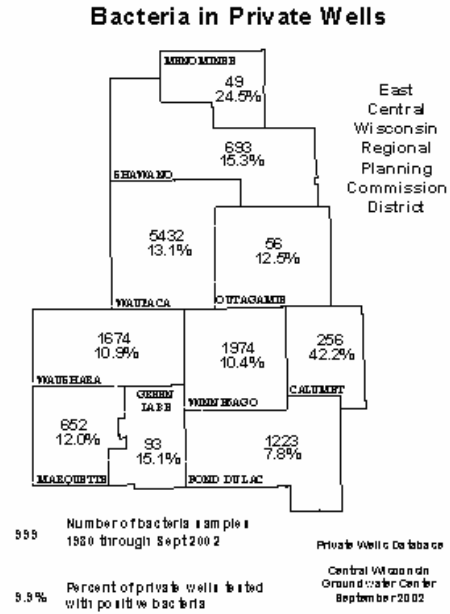 Bacteria in Private Wells
MENOMINEE
49
24.5%
East
Central
Wisconsin
Regional
Planning
Commission
District
693
15.3%
SHAWANO
5432
13.1%
56
12.5%
WAUPACA
OUTAGAMIE
1674
10.9%
1974
10.4%
256
42.2%
WAUSHARA
GREEN
LAKE
WINNEBAGO
CALUMET
652
12.0%
93
15.1%
1223
7.8%
MARQUETTE
FOND DU LAC
999
Number of bacteria samples
1980 through Sept 2002
Private Wells Database
9.9%
Percent of private wells tested
with positive bacteria
Central Wisconsin
Groundwater Center
September 2002